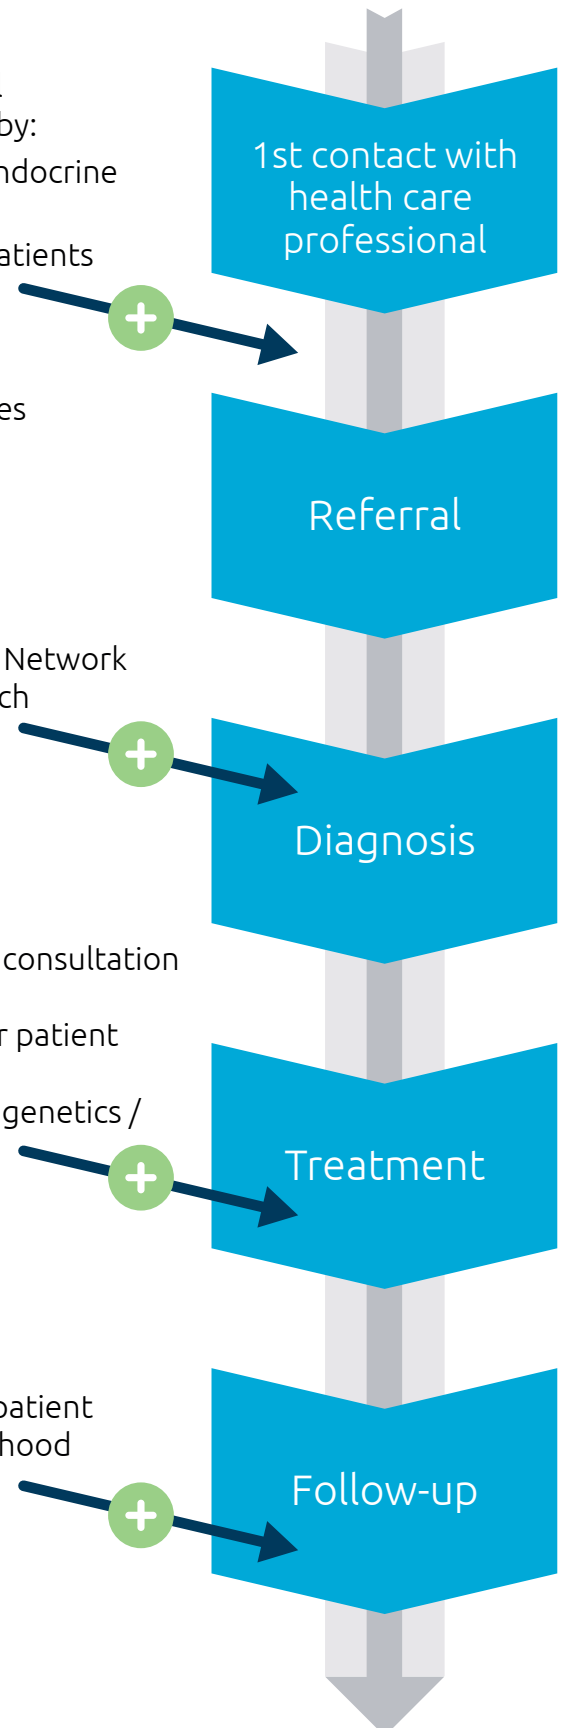 by:
1st contact with
health care
professional
ndocrine
atients
es
Referral
Network
ch
Diagnosis
consultation
r patient
genetics /
Treatment
patient
hood
Follow-up